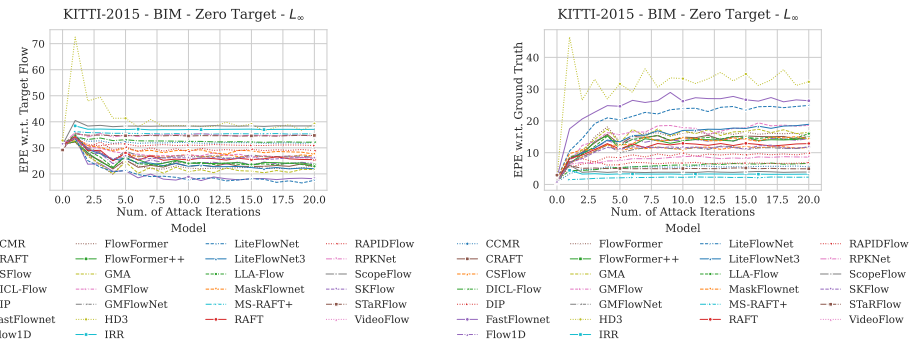 KITTI-2015 - BIM - Zero Target - L∞
70
60
50
40
30
20
EPE w.r.t. Target Flow
0.0 2.5 5.0 7.5 10.0 12.5 15.0 17.5 20.0
Num. of Attack Iterations
Model
CCMR FlowFormer LiteFlowNet RAPIDFlow
RAFT FlowFormer++ LiteFlowNet3 RPKNet
SFlow GMA LLA-Flow ScopeFlow
ICL-Flow GMFlow MaskFlownet SKFlow
IP GMFlowNet MS-RAFT+ STaRFlow
astFlownet HD3 RAFT VideoFlow
low1D IRR
KITTI-2015 - BIM - Zero Target - L∞
40
30
20
10
0
EPE w.r.t. Ground Truth
0.0 2.5 5.0 7.5 10.0 12.5 15.0 17.5 20.0
Num. of Attack Iterations
Model
CCMR FlowFormer LiteFlowNet RAPIDFlow
CRAFT FlowFormer++ LiteFlowNet3 RPKNet
CSFlow GMA LLA-Flow ScopeFlow
DICL-Flow GMFlow MaskFlownet SKFlow
DIP GMFlowNet MS-RAFT+ STaRFlow
FastFlownet HD3 RAFT VideoFlow
Flow1D IRR